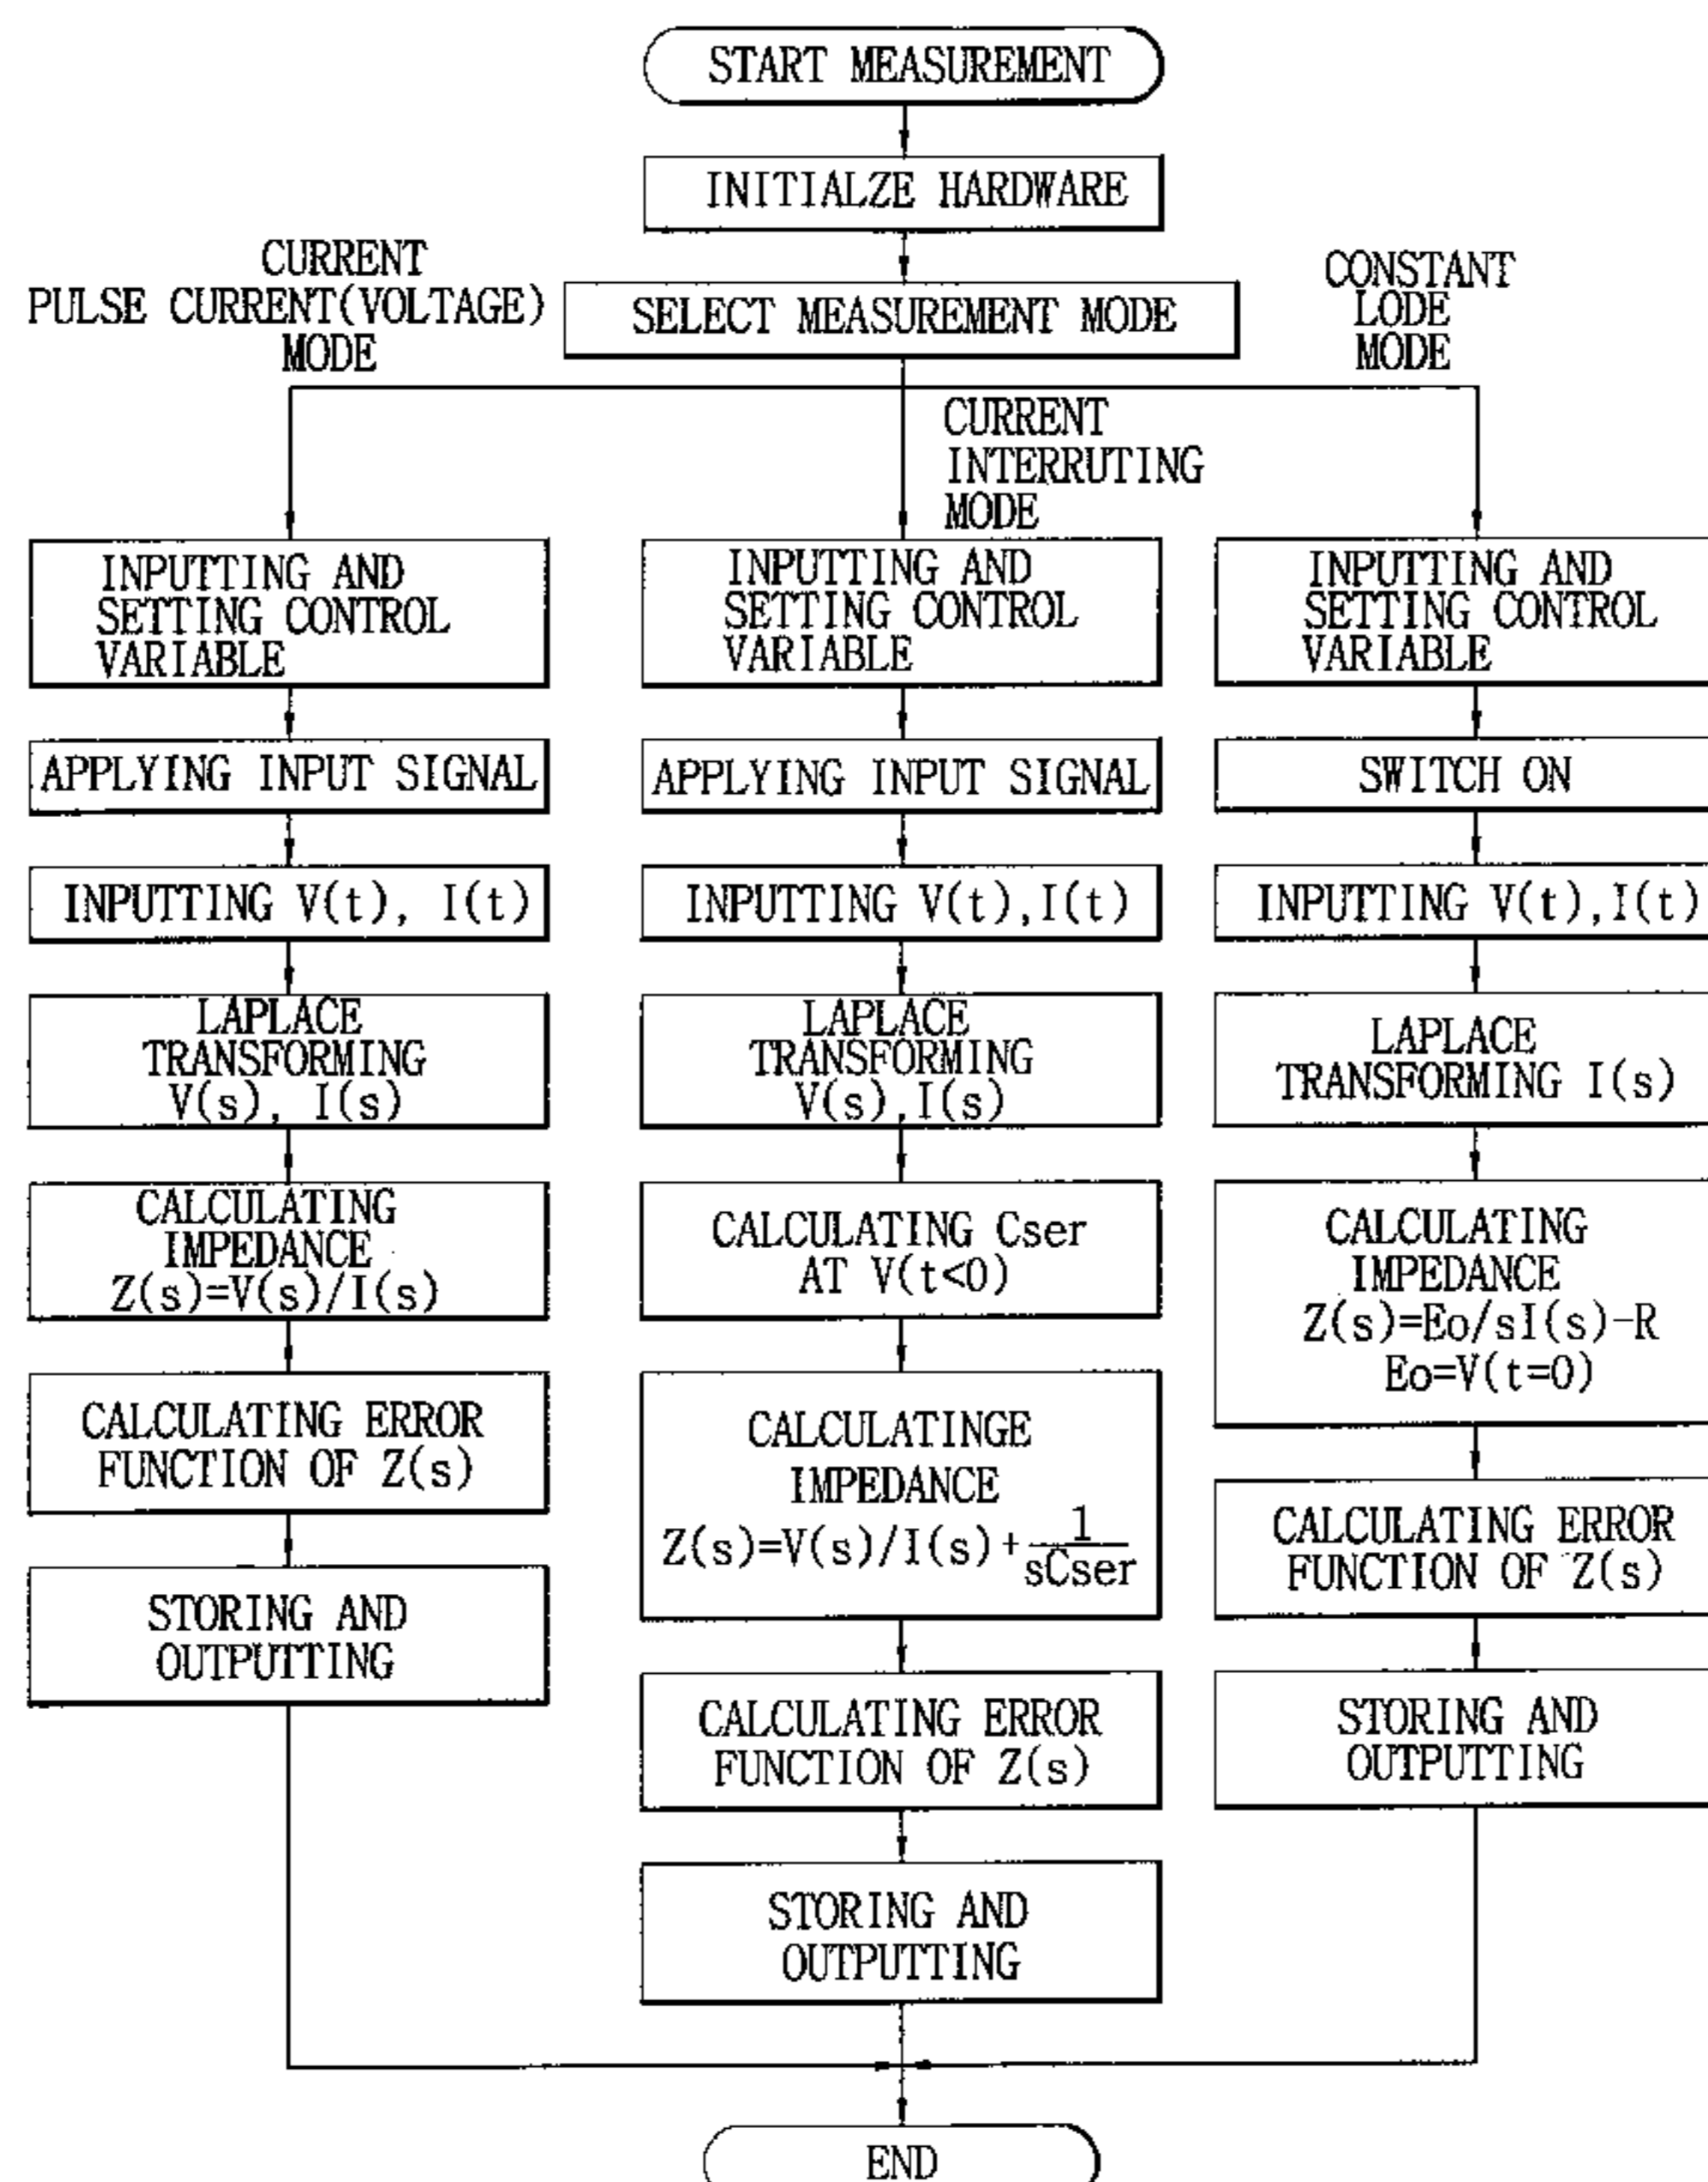 START MEASUREMENT
INITIALZE HARDWARE
SELECT MEASUREMENT MODE
CURRENT
PULSE CURRENT(VOLTAGE)
MODE
CURRENT
INTERRUTING
MODE
CONSTANT
LODE
MODE
INPUTTING AND
SETTING CONTROL
VARIABLE
APPLYING INPUT SIGNAL
INPUTTING V(t), I(t)
LAPLACE
TRANSFORMING
V(s), I(s)
CALCULATING
IMPEDANCE
Z(s)=V(s)/I(s)
CALCULATING ERROR
FUNCTION OF Z(s)
STORING AND
OUTPUTTING
INPUTTING AND
SETTING CONTROL
VARIABLE
APPLYING INPUT SIGNAL
INPUTTING V(t),I(t)
LAPLACE
TRANSFORMING
V(s),I(s)
CALCULATING Cser
AT V(t<0)
CALCULATINGE
IMPEDANCE
Z(s)=V(s)/I(s)+1/sCser
CALCULATING ERROR
FUNCTION OF Z(s)
STORING AND
OUTPUTTING
INPUTTING AND
SETTING CONTROL
VARIABLE
SWITCH ON
INPUTTING V(t),I(t)
LAPLACE
TRANSFORMING I(s)
CALCULATING
IMPEDANCE
Z(s)=Eo/sI(s)-R
Eo=V(t=0)
CALCULATING ERROR
FUNCTION OF Z(s)
STORING AND
OUTPUTTING
END